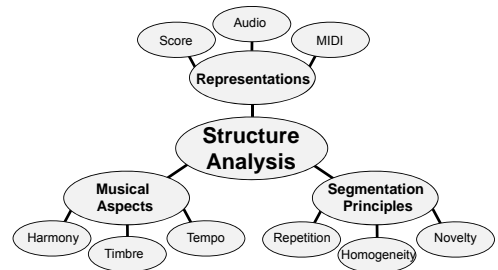 Audio
Score
MIDI
Representations
Structure
Analysis
Musical
Aspects
Segmentation
Principles
Harmony
Timbre
Tempo
Repetition
Homogeneity
Novelty